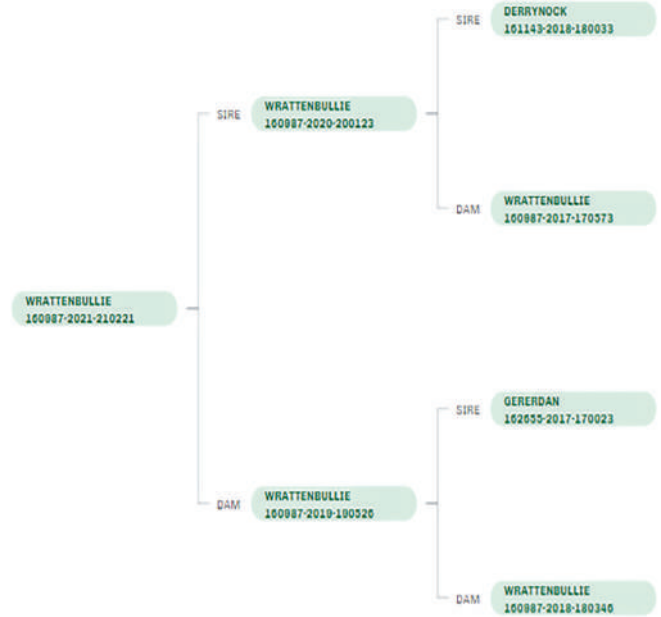 SIRE
DERRYNOCK
161143-2018-180033
SIRE
WRATTENBULLIE
160987-2020-200123
DAM
WRATTENBULLIE
160987-2017-170573
WRATTENBULLIE
160987-2021-210221
SIRE
GERERDAN
162655-2017-170023
DAM
WRATTENBULLIE
160987-2019-190526
DAM
WRATTENBULLIE
160987-2018-180346